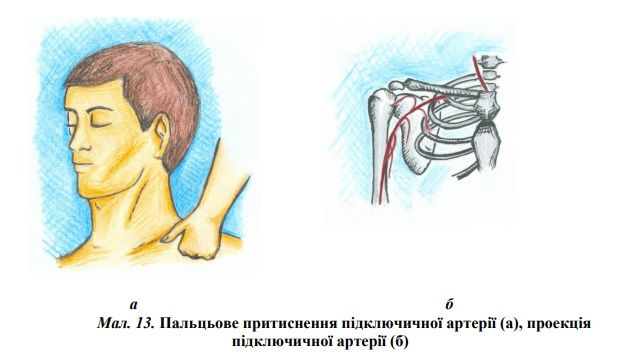 а б
Мал. 13. Пальцьове притиснення підключичної артерії (а), проекція
підключичної артерії (б)